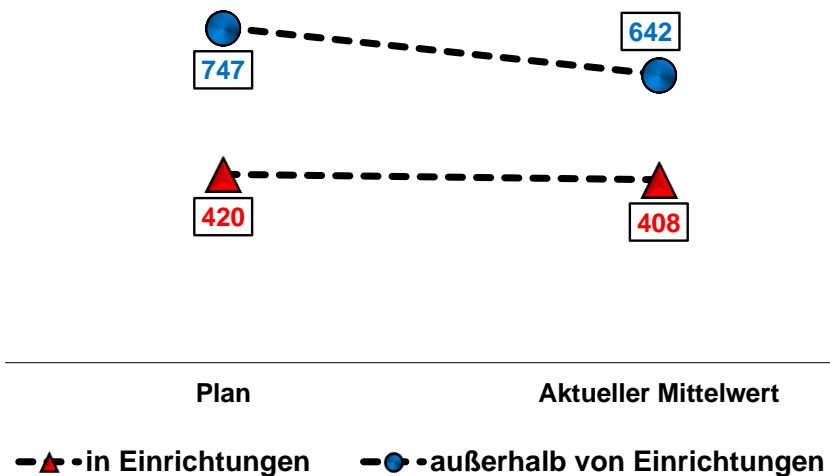 642
747
420
408
Plan Aktueller Mittelwert
in Einrichtungen außerhalb von Einrichtungen